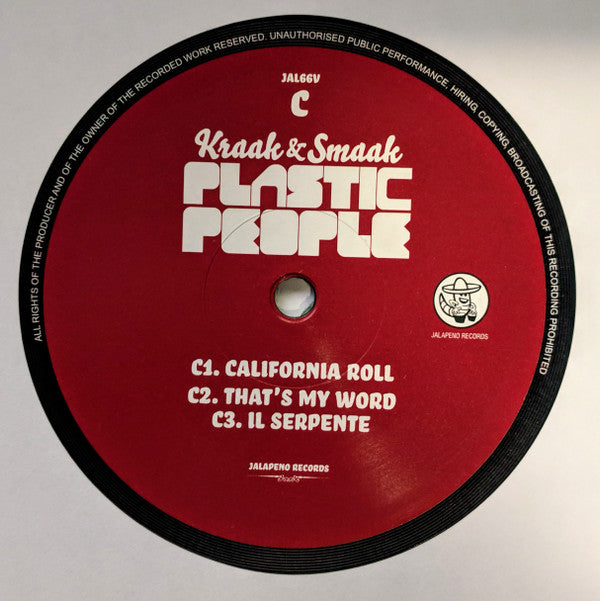 ALL RIGHTS OF THE PRODUCER AND OF THE OWNER OF THE RECORDED WORK RESERVED. UNAUTHORISED PUBLIC PERFORMANCE, HIRING, COPYING, BROADCASTING OF THIS RECORDING PROHIBITED
JAL66V
C
Kraak & Smaak
PLASTIC
PEOPLE
JALAPENO RECORDS
C1. CALIFORNIA ROLL
C2. THAT'S MY WORD
C3. IL SERPENTE
JALAPENO RECORDS